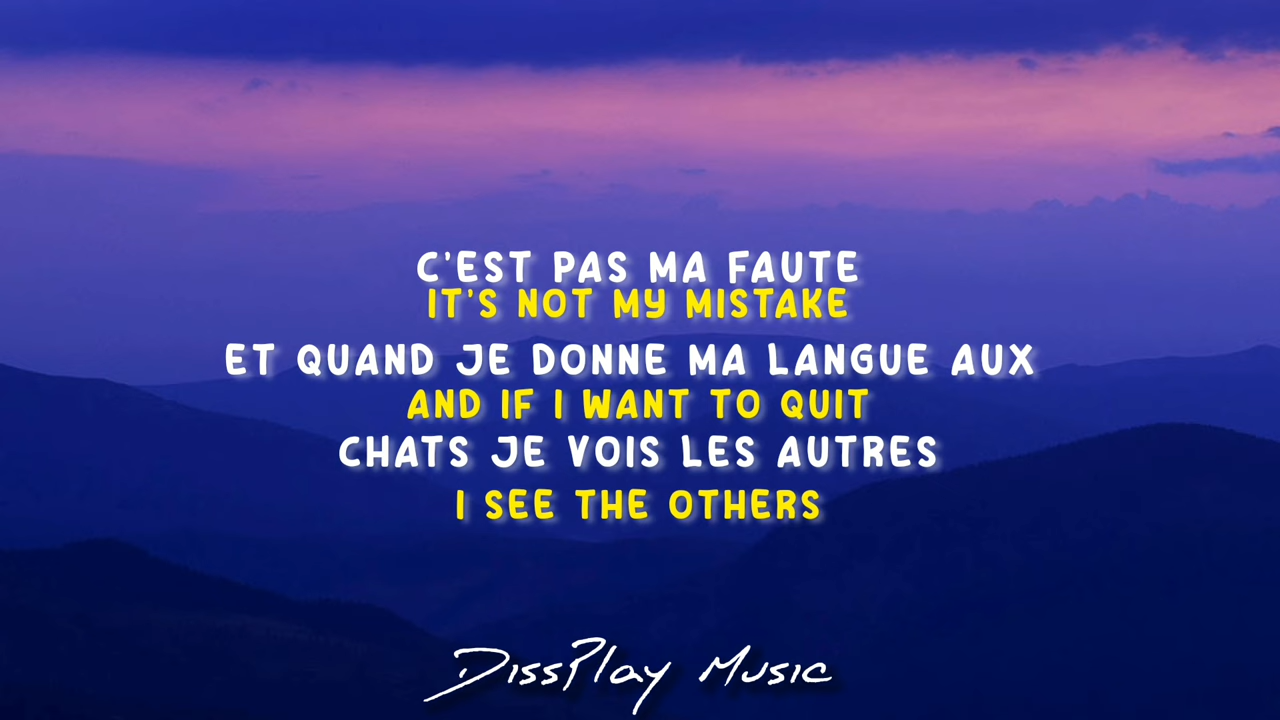 C'EST PAS MA FAUTE
IT'S NOT MY MISTAKE
ET QUAND JE DONNE MA LANGUE AUX
AND IF I WANT TO QUIT
CHATS JE VOIS LES AUTRES
I SEE THE OTHERS
DissPlay Music